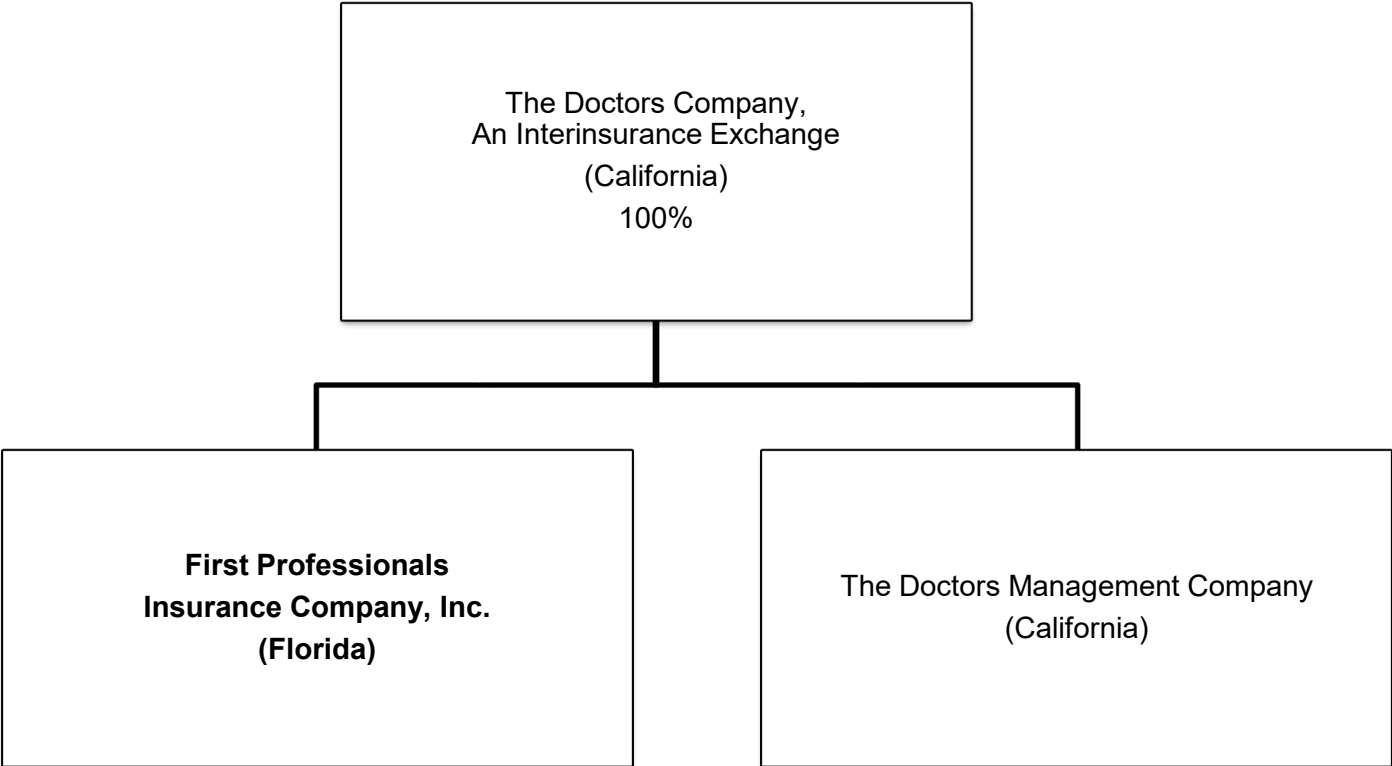 The Doctors Company,
An Interinsurance Exchange
(California)
100%
First Professionals
Insurance Company, Inc.
(Florida)
The Doctors Management Company
(California)